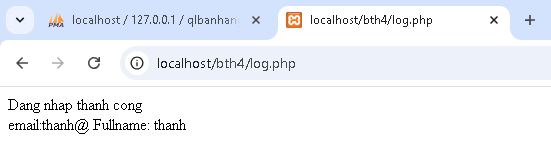 localhost / 127.0.0.1 / qlbanhan
localhost/bth4/log.php
localhost/bth4/log.php
Dang nhap thanh cong
email:thanh@ Fullname: thanh